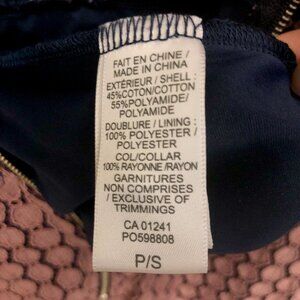 FAIT EN CHINE /
MADE IN CHINA
EXTÉRIEUR / SHELL :
45%COTON/COTTON
55%POLYAMIDE/
POLYAMIDE
DOUBLURE / LINING :
100% POLYESTER /
POLYESTER
COL/COLLAR
100% RAYONNE /RAYON
GARNITURES
NON COMPRISES
/ EXCLUSIVE OF
TRIMMINGS
CA 01241
PO598808
P/S